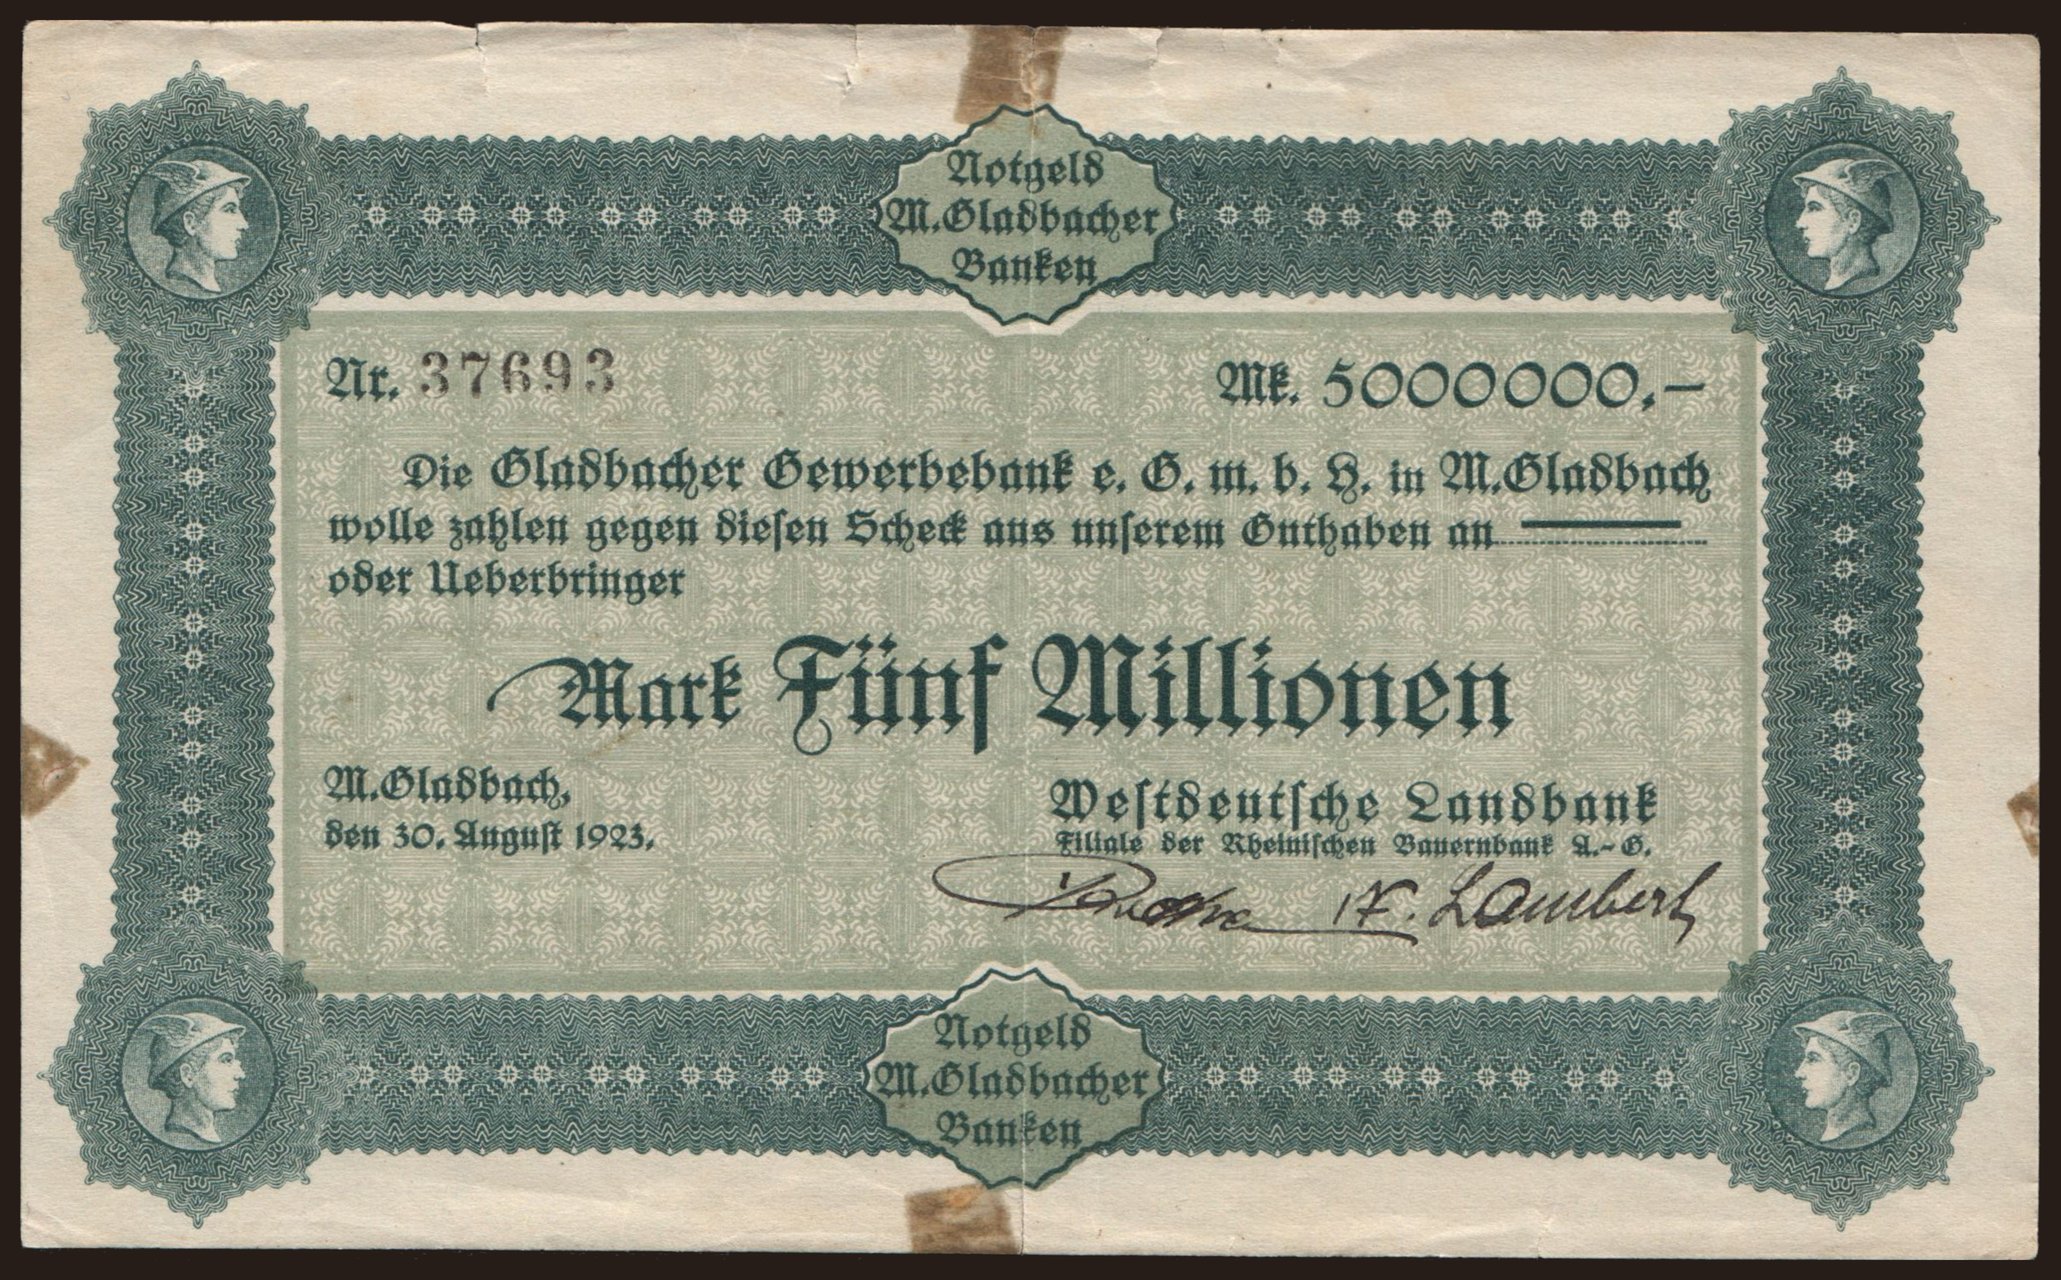 Notgeld
M.Gladbacher
Banken
Nr. 37693
Mk. 5000000,—
Die Gladbacher Gewerbebank e. G. m. b. H. in M.Gladbach
wolle zahlen gegen diesen Scheck aus unserem Guthaben an
oder Ueberbringer
Mark Fünf Millionen
M.Gladbach,
den 30. August 1923.
Westdeutsche Landbank
Filiale der Rheinischen Bauernbank A.-G.
Lambert
Notgeld
M.Gladbacher
Banken